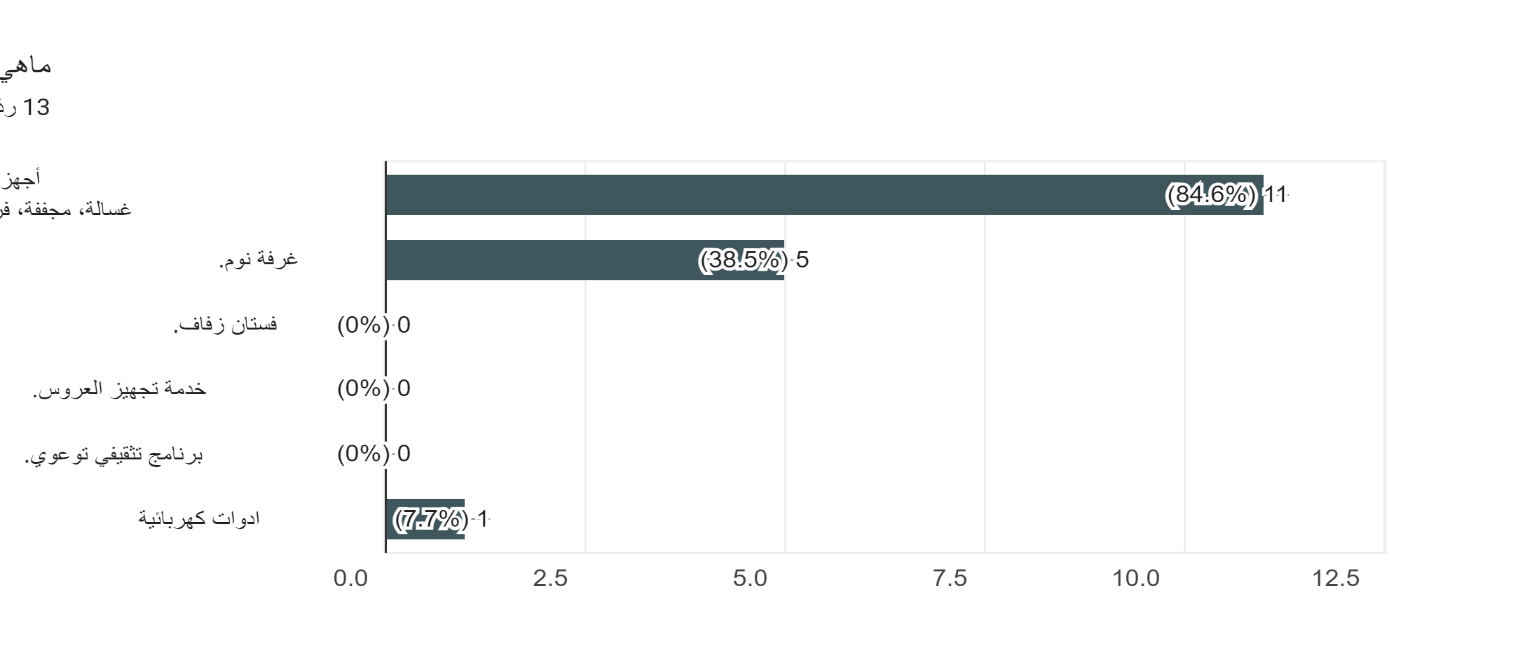 ماهي
13
أجهز
غسالة، مجففة،
(84.6%) 11
غرفة نوم.
(38.5%) 5
فستان زفاف.
(0%) 0
خدمة تجهيز العروس.
(0%) 0
برنامج تثقيفي توعوي.
(0%) 0
ادوات كهربائية
(7.7%) 1
0.0 2.5 5.0 7.5 10.0 12.5